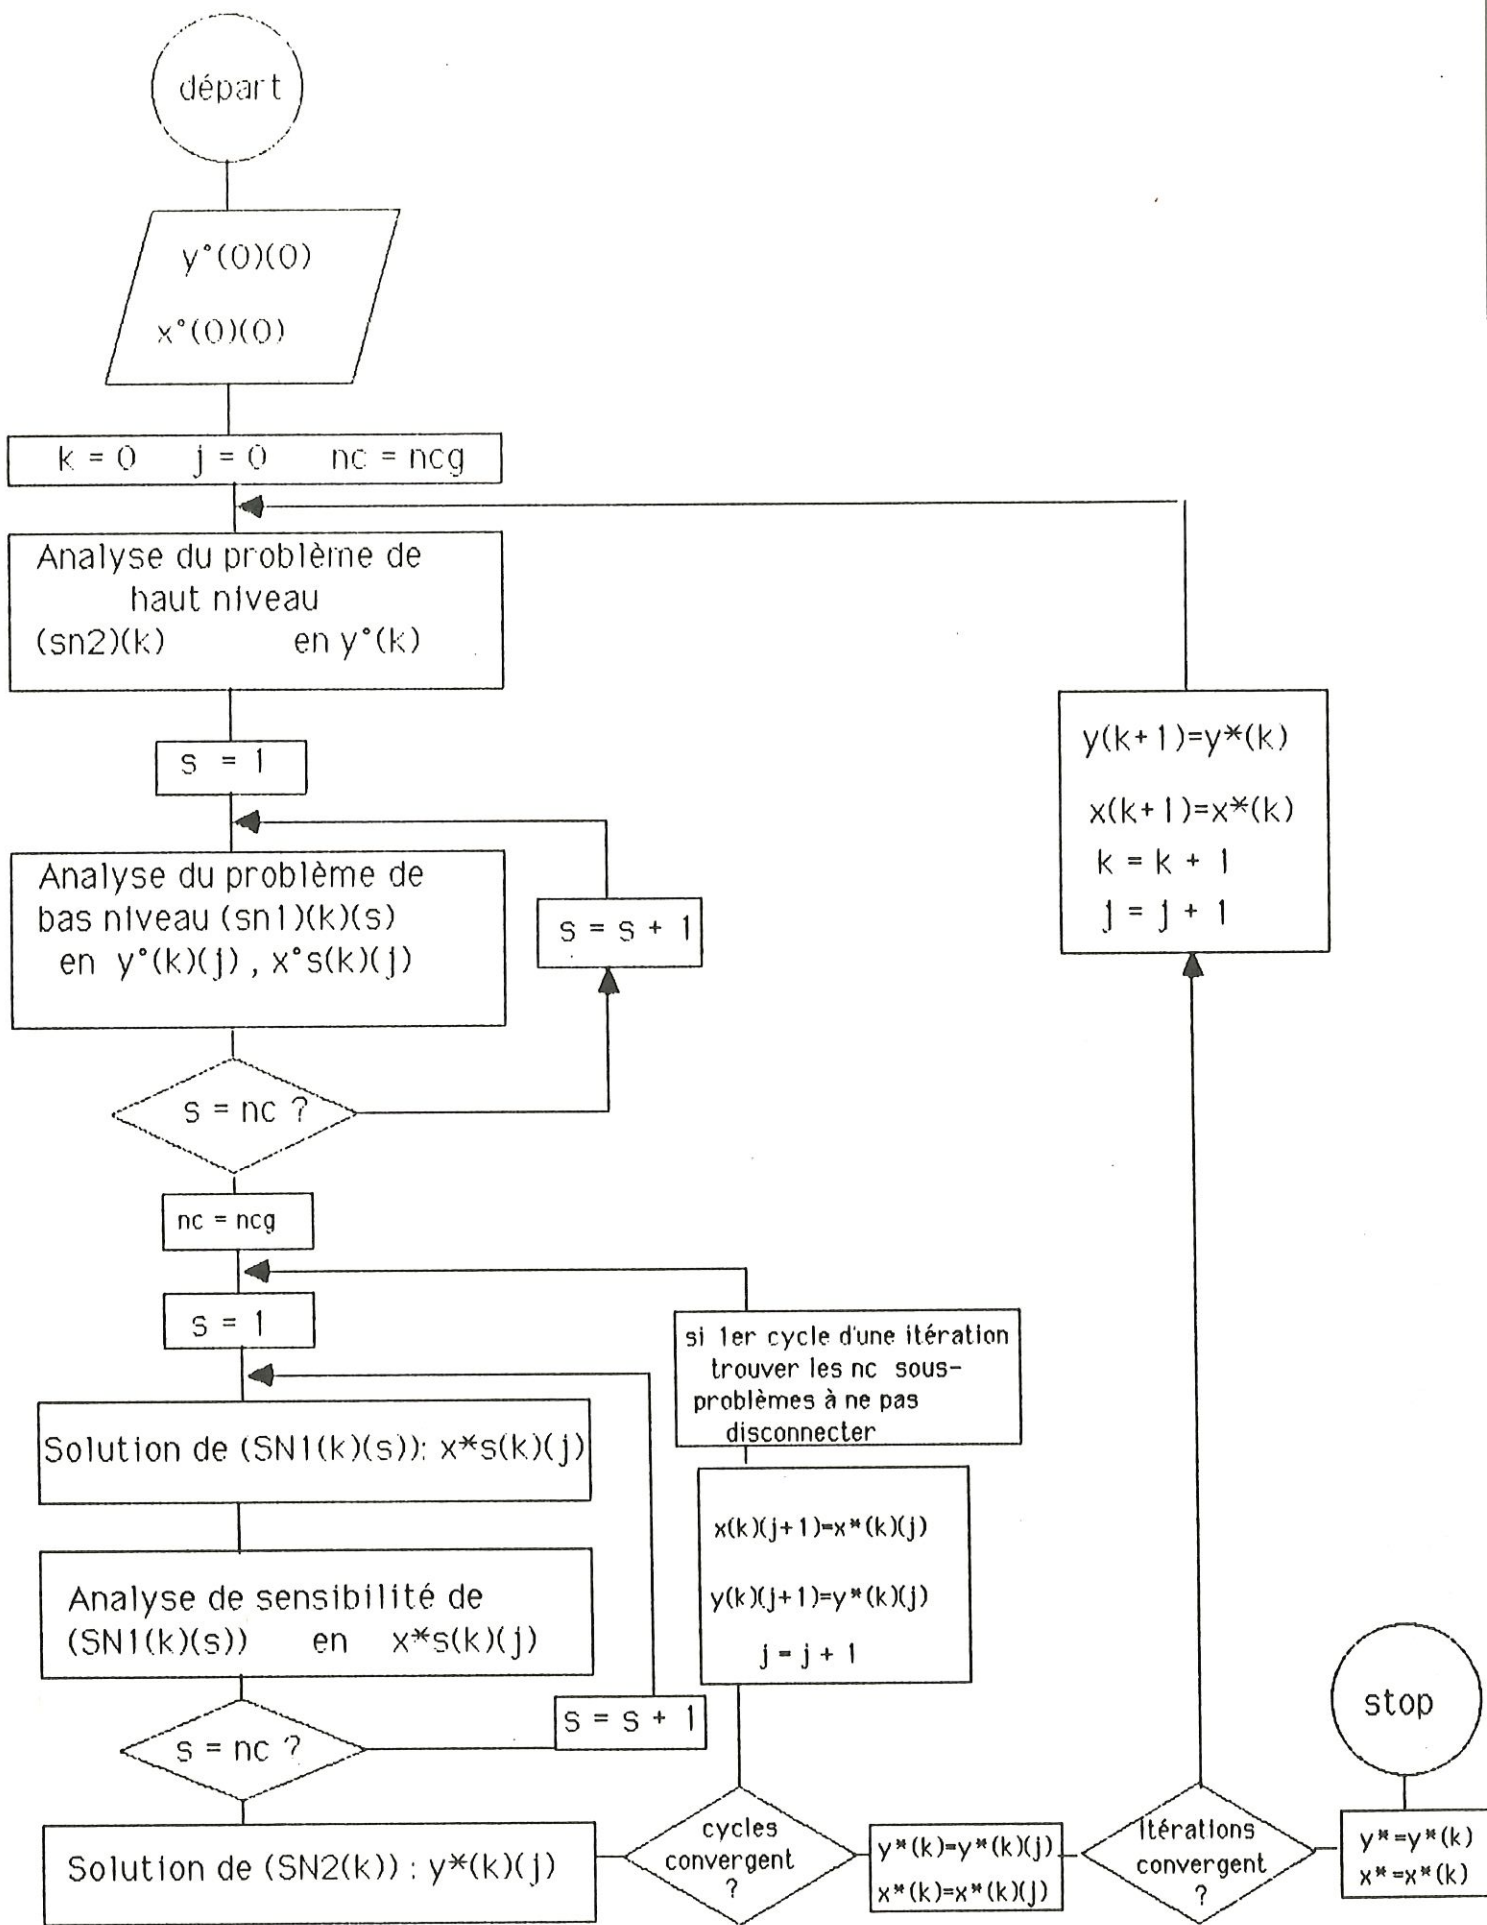 départ
y°(0)(0)
x°(0)(0)
k = 0 j = 0 nc = ncg
Analyse du problème de
haut niveau
(sn2)(k) en y°(k)
s = 1
Analyse du problème de
bas niveau (sn1)(k)(s)
en y°(k)(j) , x°s(k)(j)
s = s + 1
s = nc ?
nc = ncg
s = 1
Solution de (SN1(k)(s)): x*s(k)(j)
Analyse de sensibilité de
(SN1(k)(s)) en x*s(k)(j)
s = nc ?
s = s + 1
Solution de (SN2(k)) : y*(k)(j)
cycles
convergent
?
x(k)(j+1)=x*(k)(j)
y(k)(j+1)=y*(k)(j)
j = j + 1
si 1er cycle d'une itération
trouver les nc sous-
problèmes à ne pas
disconnecter
y*(k)=y*(k)(j)
x*(k)=x*(k)(j)
itérations
convergent
?
y(k+1)=y*(k)
x(k+1)=x*(k)
k = k + 1
j = j + 1
y*=y*(k)
x*=x*(k)
stop